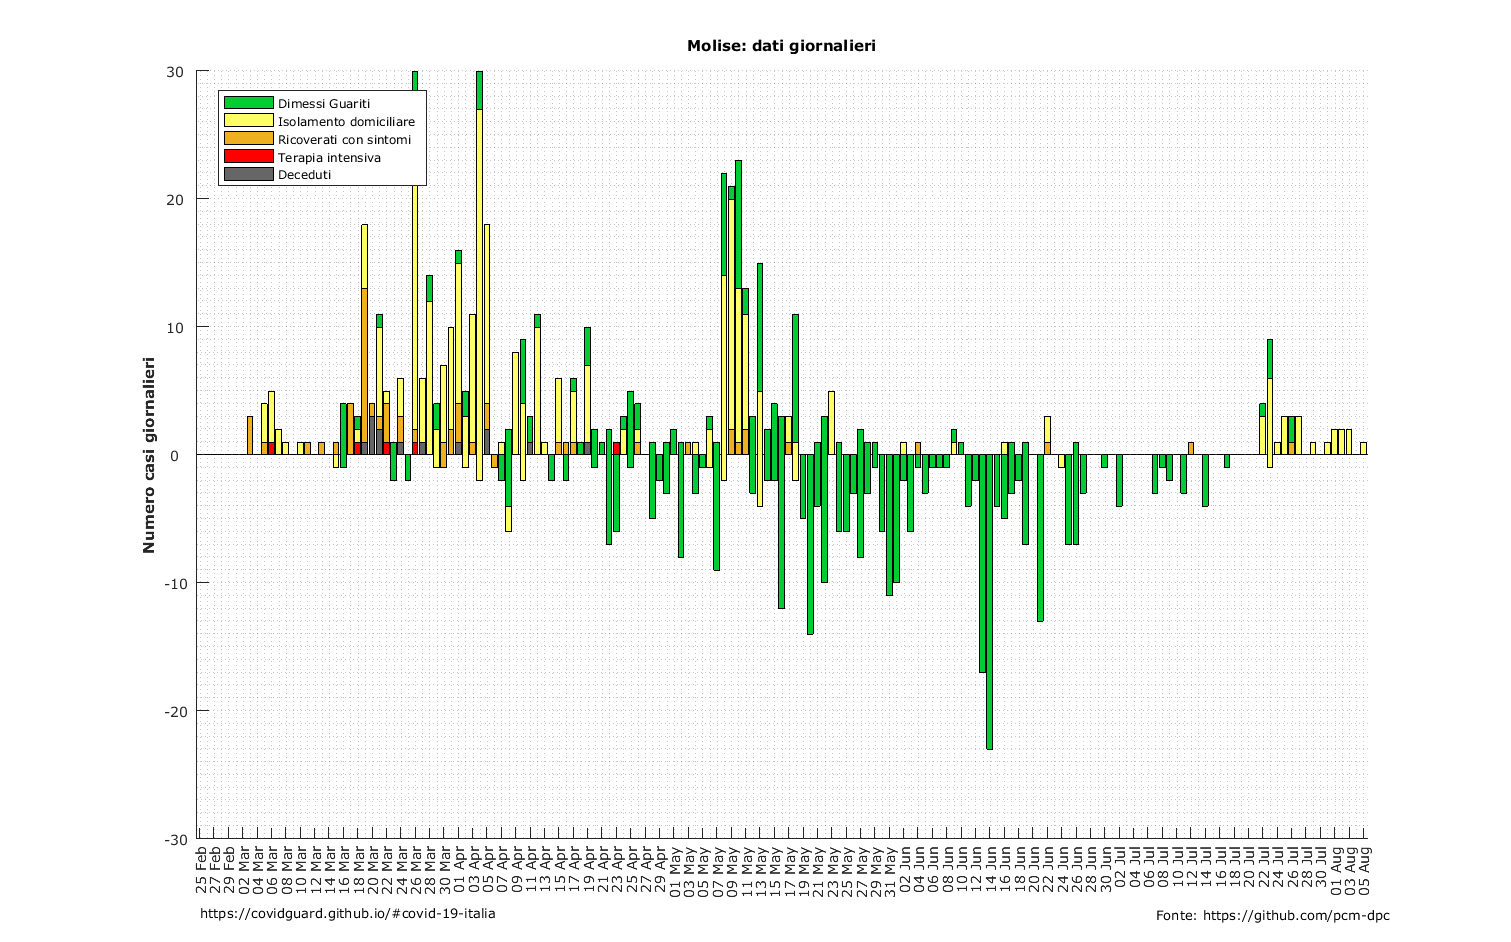 Molise: dati giornalieri
30
20
10
0
-10
-20
-30
Numero casi giornalieri
Dimessi Guariti
Isolamento domiciliare
Ricoverati con sintomi
Terapia intensiva
Deceduti
25 Feb
27 Feb
29 Feb
02 Mar
04 Mar
06 Mar
08 Mar
10 Mar
12 Mar
14 Mar
16 Mar
18 Mar
20 Mar
22 Mar
24 Mar
26 Mar
28 Mar
30 Mar
01 Apr
03 Apr
05 Apr
07 Apr
09 Apr
11 Apr
13 Apr
15 Apr
17 Apr
19 Apr
21 Apr
23 Apr
25 Apr
27 Apr
29 Apr
01 May
03 May
05 May
07 May
09 May
11 May
13 May
15 May
17 May
19 May
21 May
23 May
25 May
27 May
29 May
31 May
02 Jun
04 Jun
06 Jun
08 Jun
10 Jun
12 Jun
14 Jun
16 Jun
18 Jun
20 Jun
22 Jun
24 Jun
26 Jun
28 Jun
30 Jun
02 Jul
04 Jul
06 Jul
08 Jul
10 Jul
12 Jul
14 Jul
16 Jul
18 Jul
20 Jul
22 Jul
24 Jul
26 Jul
28 Jul
30 Jul
01 Aug
03 Aug
05 Aug
https://covidguard.github.io/#covid-19-italia
Fonte: https://github.com/pcm-dpc